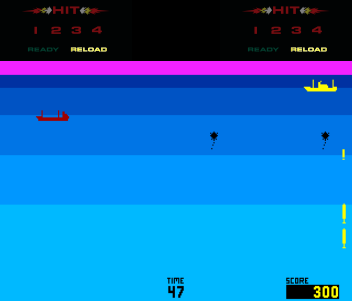 HIT HIT
1 2 3 4 1 2 3 4
READY RELOAD READY RELOAD
TIME SCORE
47 300